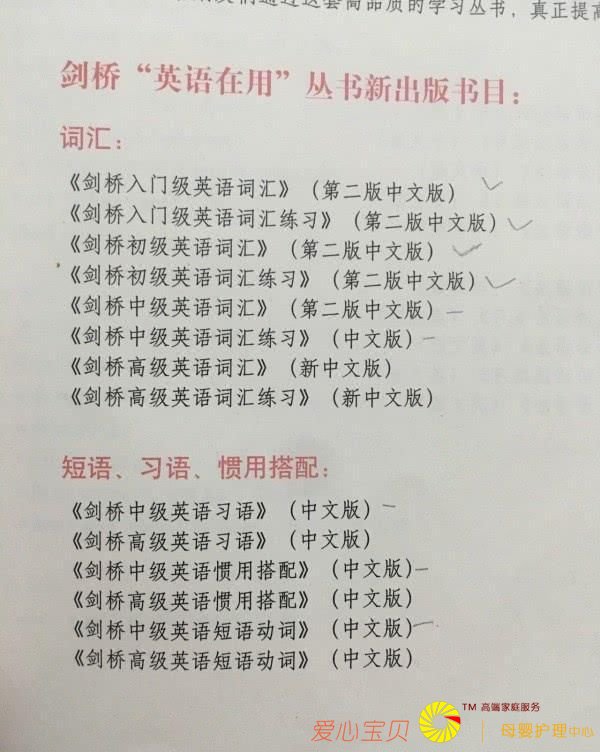 们通过这套高品质的学习丛书，真正提高
剑桥“英语在用”丛书新出版书目：
词汇：
《剑桥入门级英语词汇》（第二版中文版）
《剑桥入门级英语词汇练习》（第二版中文版）
《剑桥初级英语词汇》（第二版中文版）
《剑桥初级英语词汇练习》（第二版中文版）
《剑桥中级英语词汇》（第二版中文版）
《剑桥中级英语词汇练习》（中文版）
《剑桥高级英语词汇》（新中文版）
《剑桥高级英语词汇练习》（新中文版）
短语、习语、惯用搭配：
《剑桥中级英语习语》（中文版）
《剑桥高级英语习语》（中文版）
《剑桥中级英语惯用搭配》（中文版）
《剑桥高级英语惯用搭配》（中文版）
《剑桥中级英语短语动词》（中文版）
《剑桥高级英语短语动词》（中文版）
TM 高端家庭服务
爱心宝贝 | 母婴护理中心